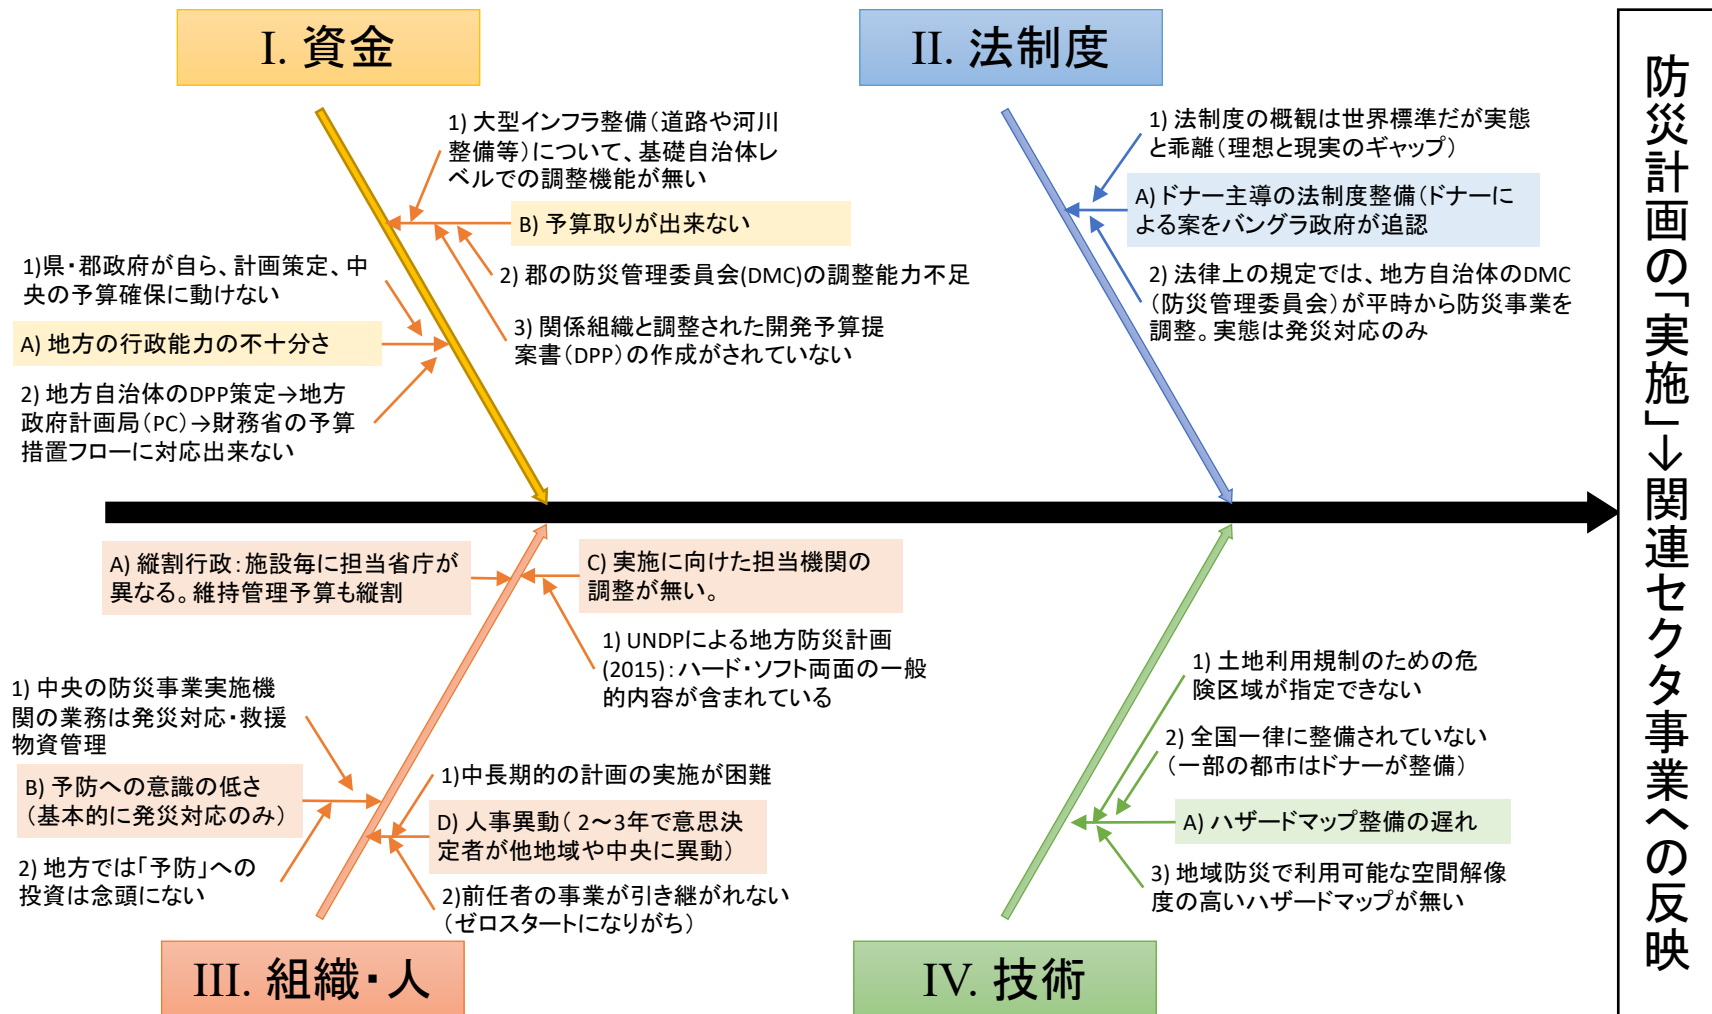 I. 資金
II. 法制度
1) 大型インフラ整備（道路や河川
整備等）について、基礎自治体レ
ベルでの調整機能が無い
B) 予算取りが出来ない
2) 郡の防災管理委員会(DMC)の調整能力不足
3) 関係組織と調整された開発予算提
案書（DPP）の作成がされていない
1)県・郡政府が自ら、計画策定、中
央の予算確保に動けない
A) 地方の行政能力の不十分さ
2) 地方自治体のDPP策定→地方
政府計画局（PC）→財務省の予算
措置フローに対応出来ない
1) 法制度の概観は世界標準だが実態
と乖離（理想と現実のギャップ）
A) ドナー主導の法制度整備（ドナーに
よる案をバングラ政府が追認
2) 法律上の規定では、地方自治体のDMC
（防災管理委員会）が平時から防災事業を
調整。実態は発災対応のみ
A) 縦割行政：施設毎に担当省庁が
異なる。維持管理予算も縦割
C) 実施に向けた担当機関の
調整が無い。
1) UNDPによる地方防災計画
(2015)：ハード・ソフト両面の一般
的内容が含まれている
1) 中央の防災事業実施機
関の業務は発災対応・救援
物資管理
B) 予防への意識の低さ
（基本的に発災対応のみ）
2) 地方では「予防」への
投資は念頭にない
1)中長期的の計画の実施が困難
D) 人事異動（ 2～3年で意思決
定者が他地域や中央に異動）
2)前任者の事業が引き継がれない
（ゼロスタートになりがち）
1) 土地利用規制のための危
険区域が指定できない
2) 全国一律に整備されていない
（一部の都市はドナーが整備）
A) ハザードマップ整備の遅れ
3) 地域防災で利用可能な空間解像
度の高いハザードマップが無い
III. 組織・人
IV. 技術
防災計画の「実施」→関連セクタ事業への反映